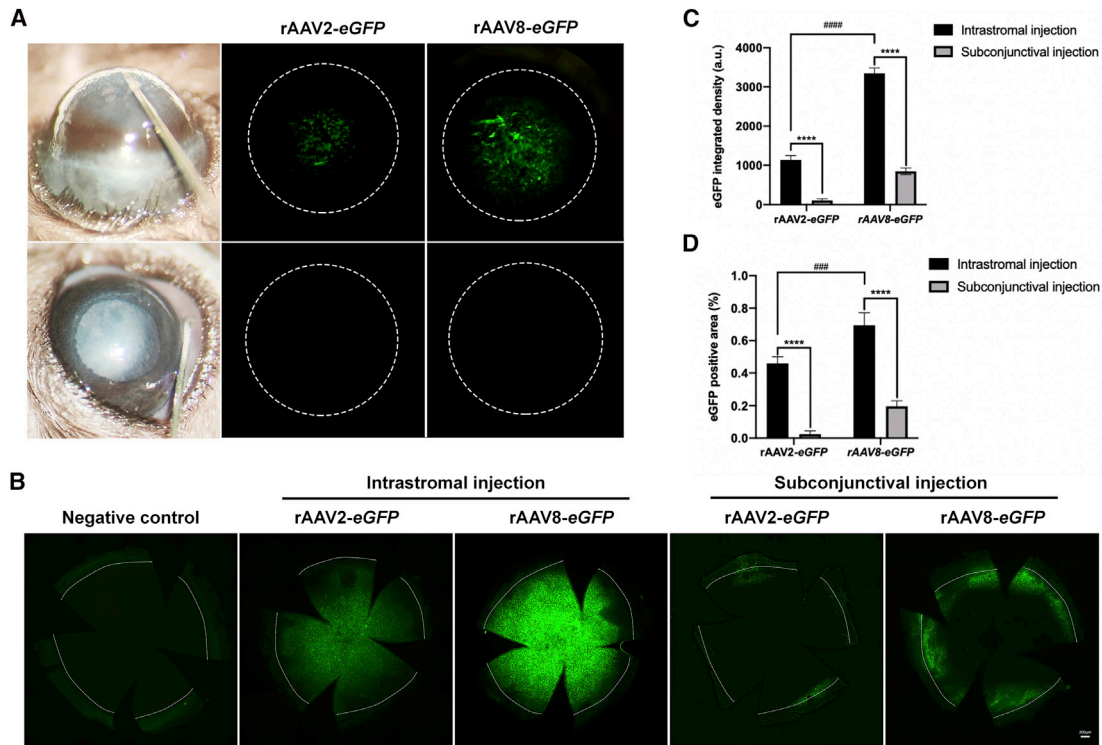 A
rAAV2-eGFP
rAAV8-eGFP
B
Intrastromal injection
Subconjunctival injection
Negative control
rAAV2-eGFP
rAAV8-eGFP
rAAV2-eGFP
rAAV8-eGFP
200μm
C
Intrastromal injection
Subconjunctival injection
####
****
****
eGFP integrated density (a.u.)
4000
3000
2000
1000
0
rAAV2-eGFP
rAAV8-eGFP
D
Intrastromal injection
Subconjunctival injection
###
****
****
eGFP positive area (%)
1.0
0.8
0.6
0.4
0.2
0.0
rAAV2-eGFP
rAAV8-eGFP